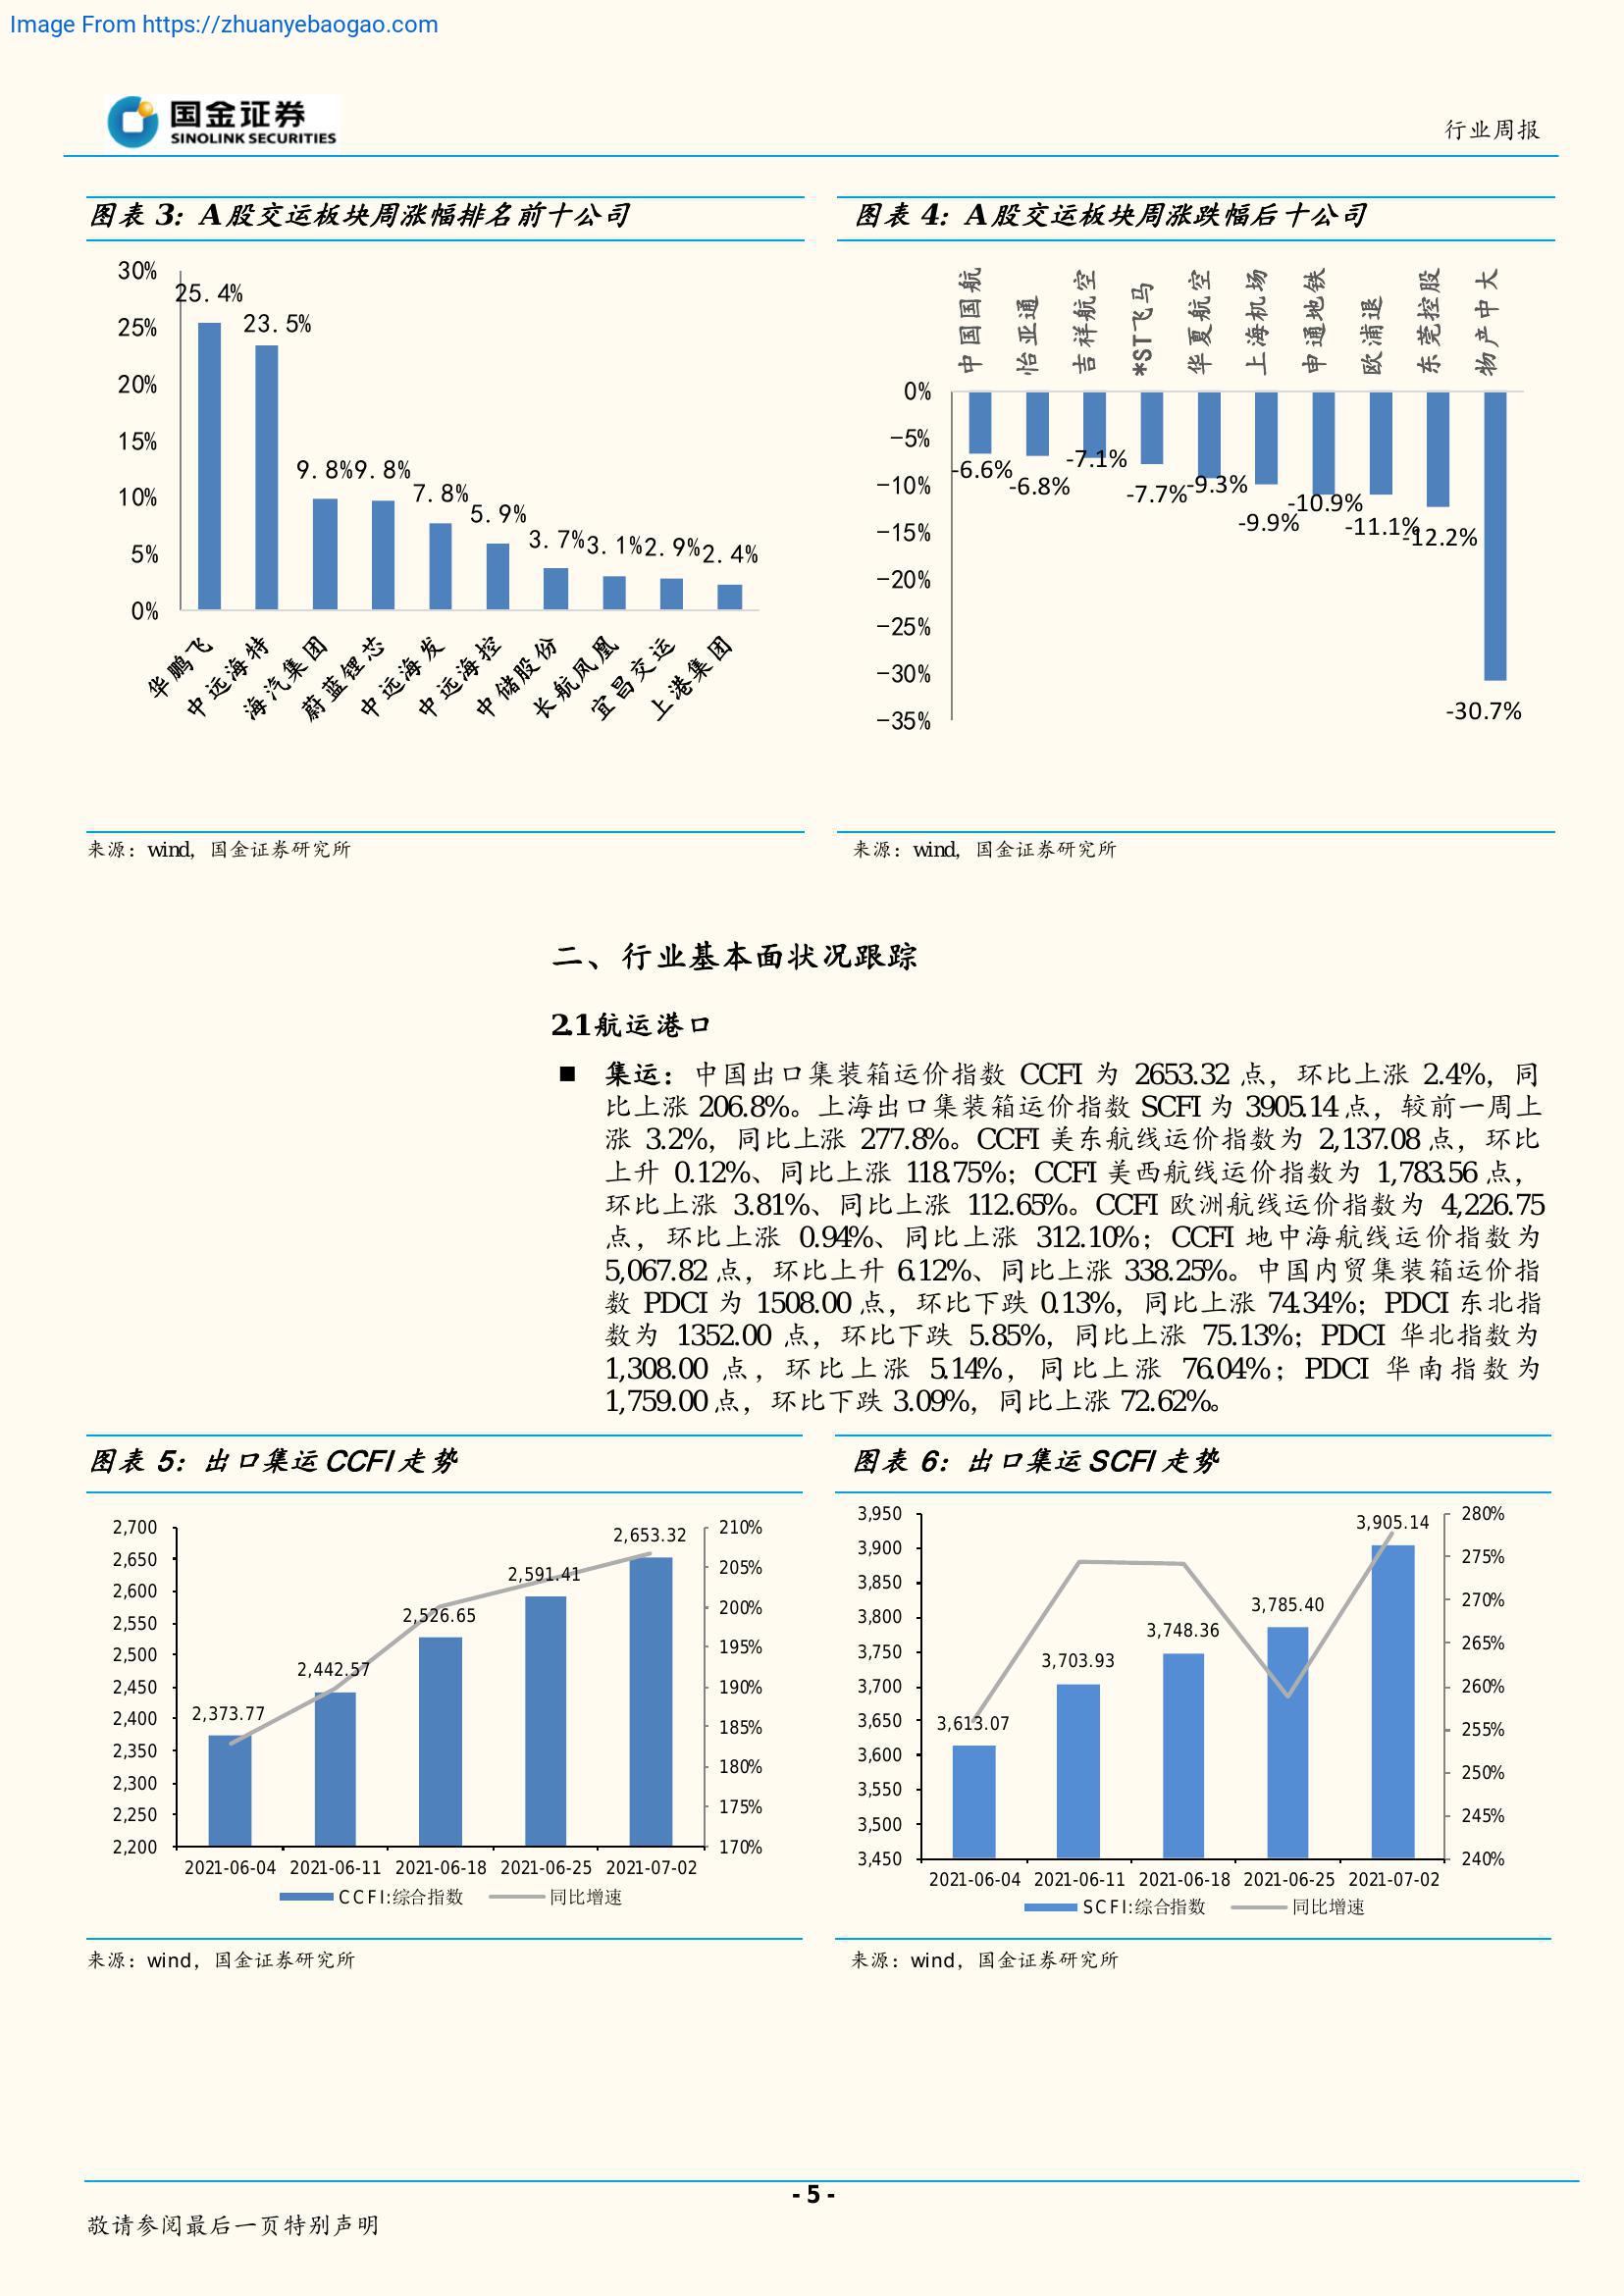 Image From https://zhuanyebaogao.com
国金证券
SINOLINK SECURITIES
行业周报
图表 3：A 股交运板块周涨幅排名前十公司
30%
25%
20%
15%
10%
5%
0%
25.4%
23.5%
9.8%
9.8%
7.8%
5.9%
3.7%
3.1%
2.9%
2.4%
华鹏飞
中远海特
海汽集团
蔚蓝锂芯
中远海发
中远海控
中储股份
长航凤凰
宜昌交运
上港集团
来源：wind，国金证券研究所
图表 4：A 股交运板块周涨跌幅后十公司
中国国航
怡亚通
吉祥航空
*ST飞马
华夏航空
上海机场
申通地铁
欧浦退
东莞控股
物产中大
0%
-5%
-10%
-15%
-20%
-25%
-30%
-35%
-6.6%
-6.8%
-7.1%
-7.7%
-9.3%
-9.9%
-10.9%
-11.1%
-12.2%
-30.7%
来源：wind，国金证券研究所
二、行业基本面状况跟踪
2.1 航运港口
■ 集运：中国出口集装箱运价指数 CCFI 为 2653.32 点，环比上涨 2.4%，同
比上涨 206.8%。上海出口集装箱运价指数 SCFI 为 3905.14 点，较前一周上
涨 3.2%，同比上涨 277.8%。CCFI 美东航线运价指数为 2,137.08 点，环比
上升 0.12%、同比上涨 118.75%；CCFI 美西航线运价指数为 1,783.56 点，
环比上涨 3.81%、同比上涨 112.65%。CCFI 欧洲航线运价指数为 4,226.75
点，环比上涨 0.94%、同比上涨 312.10%；CCFI 地中海航线运价指数为
5,067.82 点，环比上升 6.12%、同比上涨 338.25%。中国内贸集装箱运价指
数 PDCI 为 1508.00 点，环比下跌 0.13%，同比上涨 74.34%；PDCI 东北指
数为 1352.00 点，环比下跌 5.85%，同比上涨 75.13%；PDCI 华北指数为
1,308.00 点，环比上涨 5.14%，同比上涨 76.04%；PDCI 华南指数为
1,759.00 点，环比下跌 3.09%，同比上涨 72.62%。
图表 5：出口集运 CCFI 走势
2,700
2,650
2,600
2,550
2,500
2,450
2,400
2,350
2,300
2,250
2,200
2,373.77
2,442.57
2,526.65
2,591.41
2,653.32
210%
205%
200%
195%
190%
185%
180%
175%
170%
2021-06-04 2021-06-11 2021-06-18 2021-06-25 2021-07-02
CCFI:综合指数 同比增速
来源：wind，国金证券研究所
图表 6：出口集运 SCFI 走势
3,950
3,900
3,850
3,800
3,750
3,700
3,650
3,600
3,550
3,500
3,450
3,613.07
3,703.93
3,748.36
3,785.40
3,905.14
280%
275%
270%
265%
260%
255%
250%
245%
240%
2021-06-04 2021-06-11 2021-06-18 2021-06-25 2021-07-02
SCFI:综合指数 同比增速
来源：wind，国金证券研究所
- 5 -
敬请参阅最后一页特别声明